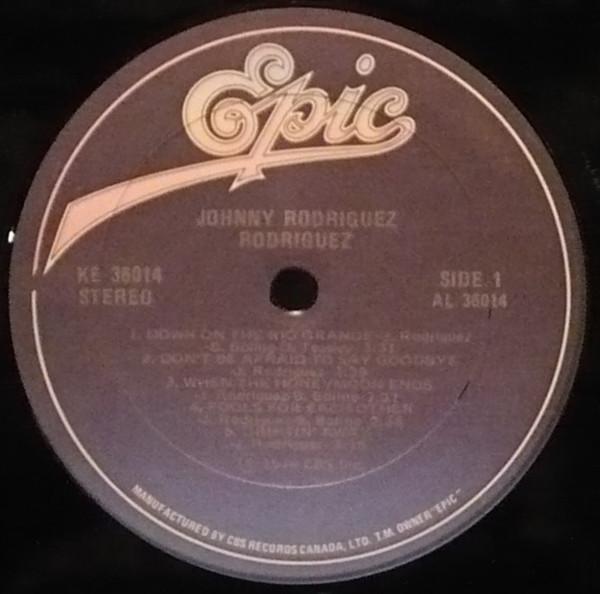 Epic
JOHNNY RODRIGUEZ
RODRIGUEZ
KE 36014
STEREO
SIDE 1
AL 36014
1. DOWN ON THE RIO GRANDE - J. Rodriguez
2. DON'T BE AFRAID TO SAY GOODBYE
J. Rodriguez
3. WHEN THE HONEYMOON ENDS
4. FOOLS FOR EACH OTHER
MANUFACTURED BY CBS RECORDS CANADA, LTD. T.M. OWNER "EPIC"